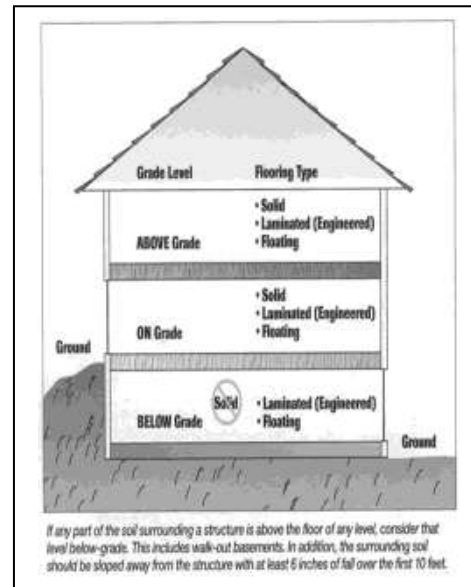 Grade Level Flooring Type
• Solid
• Laminated (Engineered)
ABOVE Grade • Floating
• Solid
• Laminated (Engineered)
ON Grade • Floating
Ground
Solid • Laminated (Engineered)
BELOW Grade • Floating
Ground
If any part of the soil surrounding a structure is above the floor of any level, consider that
level below-grade. This includes walk-out basements. In addition, the surrounding soil
should be sloped away from the structure with at least 6 inches of fall over the first 10 feet.